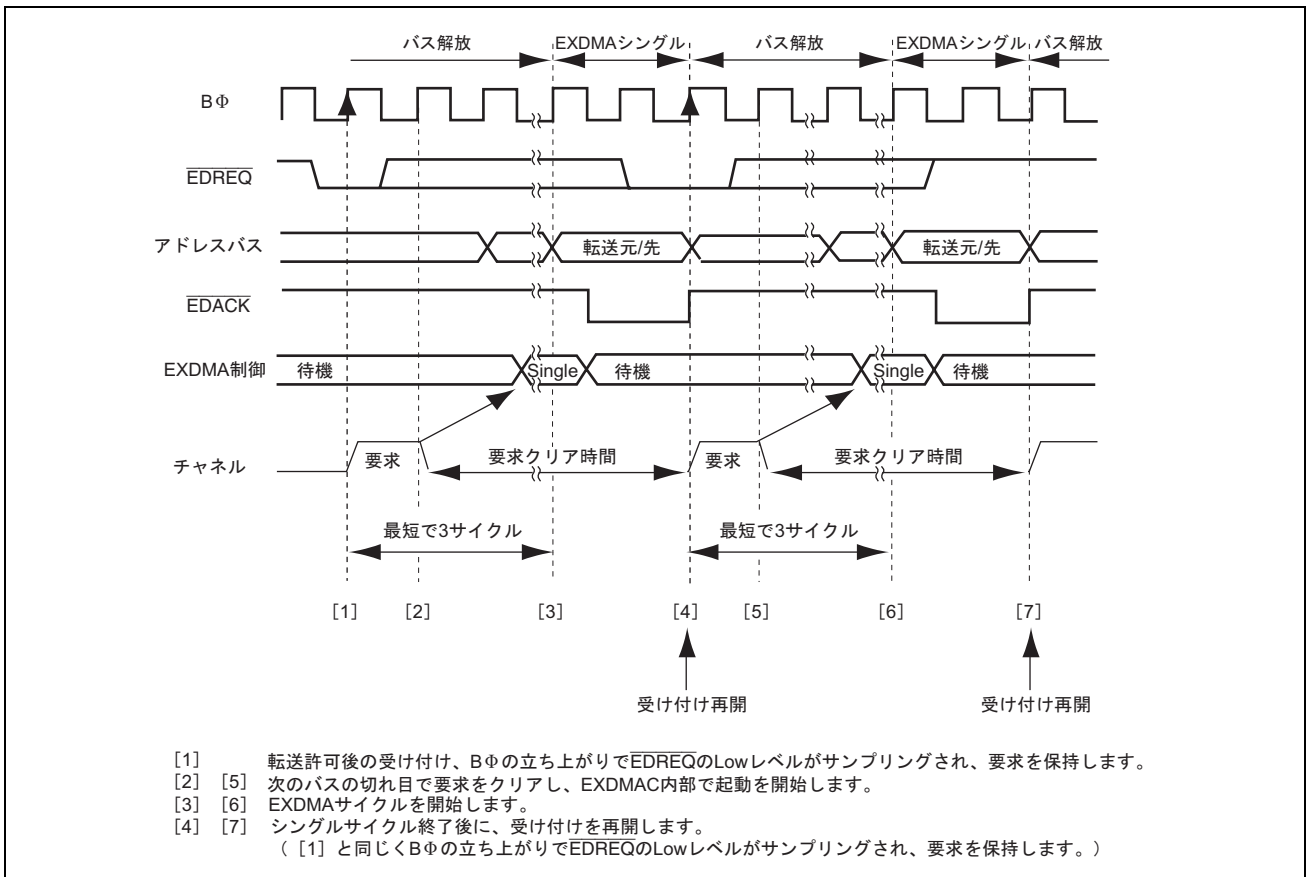 バス解放 EXDMAシングル バス解放 EXDMAシングル バス解放
BΦ
EDREQ
アドレスバス 転送元/先 転送元/先
EDACK
EXDMA制御 待機 Single 待機 Single 待機
チャネル 要求 要求クリア時間 要求 要求クリア時間
最短で3サイクル 最短で3サイクル
[1] [2] [3] [4] [5] [6] [7]
受け付け再開 受け付け再開
[1] 転送許可後の受け付け、BΦの立ち上がりでEDREQのLowレベルがサンプリングされ、要求を保持します。
[2] [5] 次のバスの切れ目で要求をクリアし、EXDMAC内部で起動を開始します。
[3] [6] EXDMAサイクルを開始します。
[4] [7] シングルサイクル終了後に、受け付けを再開します。
([1]と同じくBΦの立ち上がりでEDREQのLowレベルがサンプリングされ、要求を保持します。)